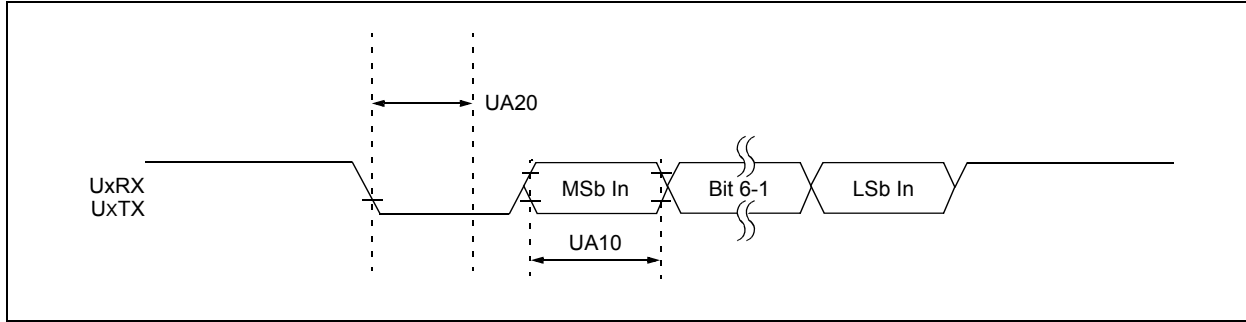 UA20
UxRX
UxTX
MSb In
Bit 6-1
LSb In
UA10